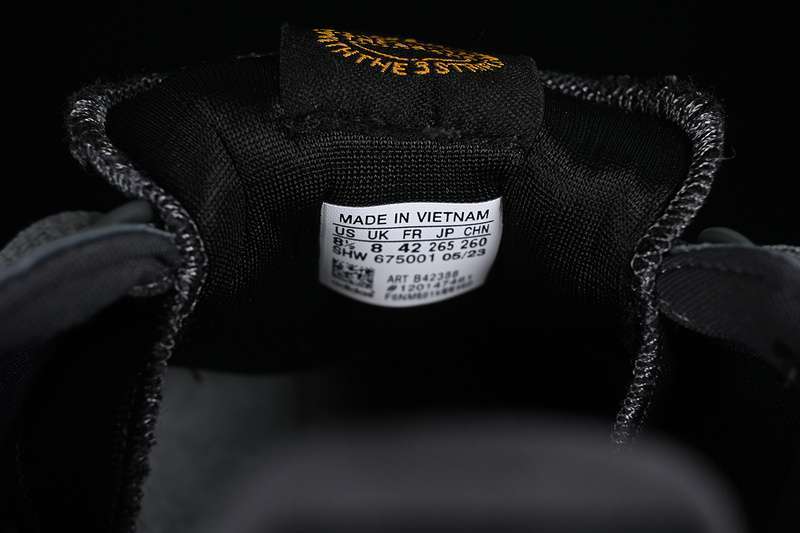 WITH THE 3 STRIPES
MADE IN VIETNAM
US UK FR JP CHN
8½ 8 42 265 260
SHW 675001 05/23
ART B42388
#120147461